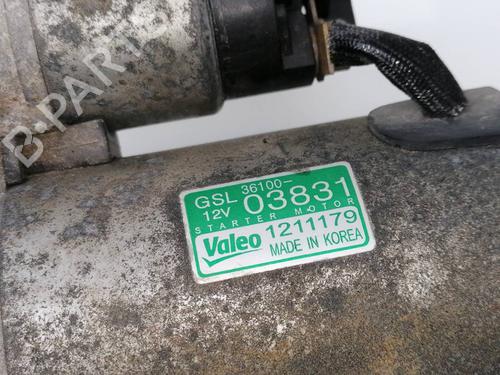 B-PARTS
GSL 36100-
12V 03831
STARTER MOTOR
Valeo 1211179
MADE IN KOREA